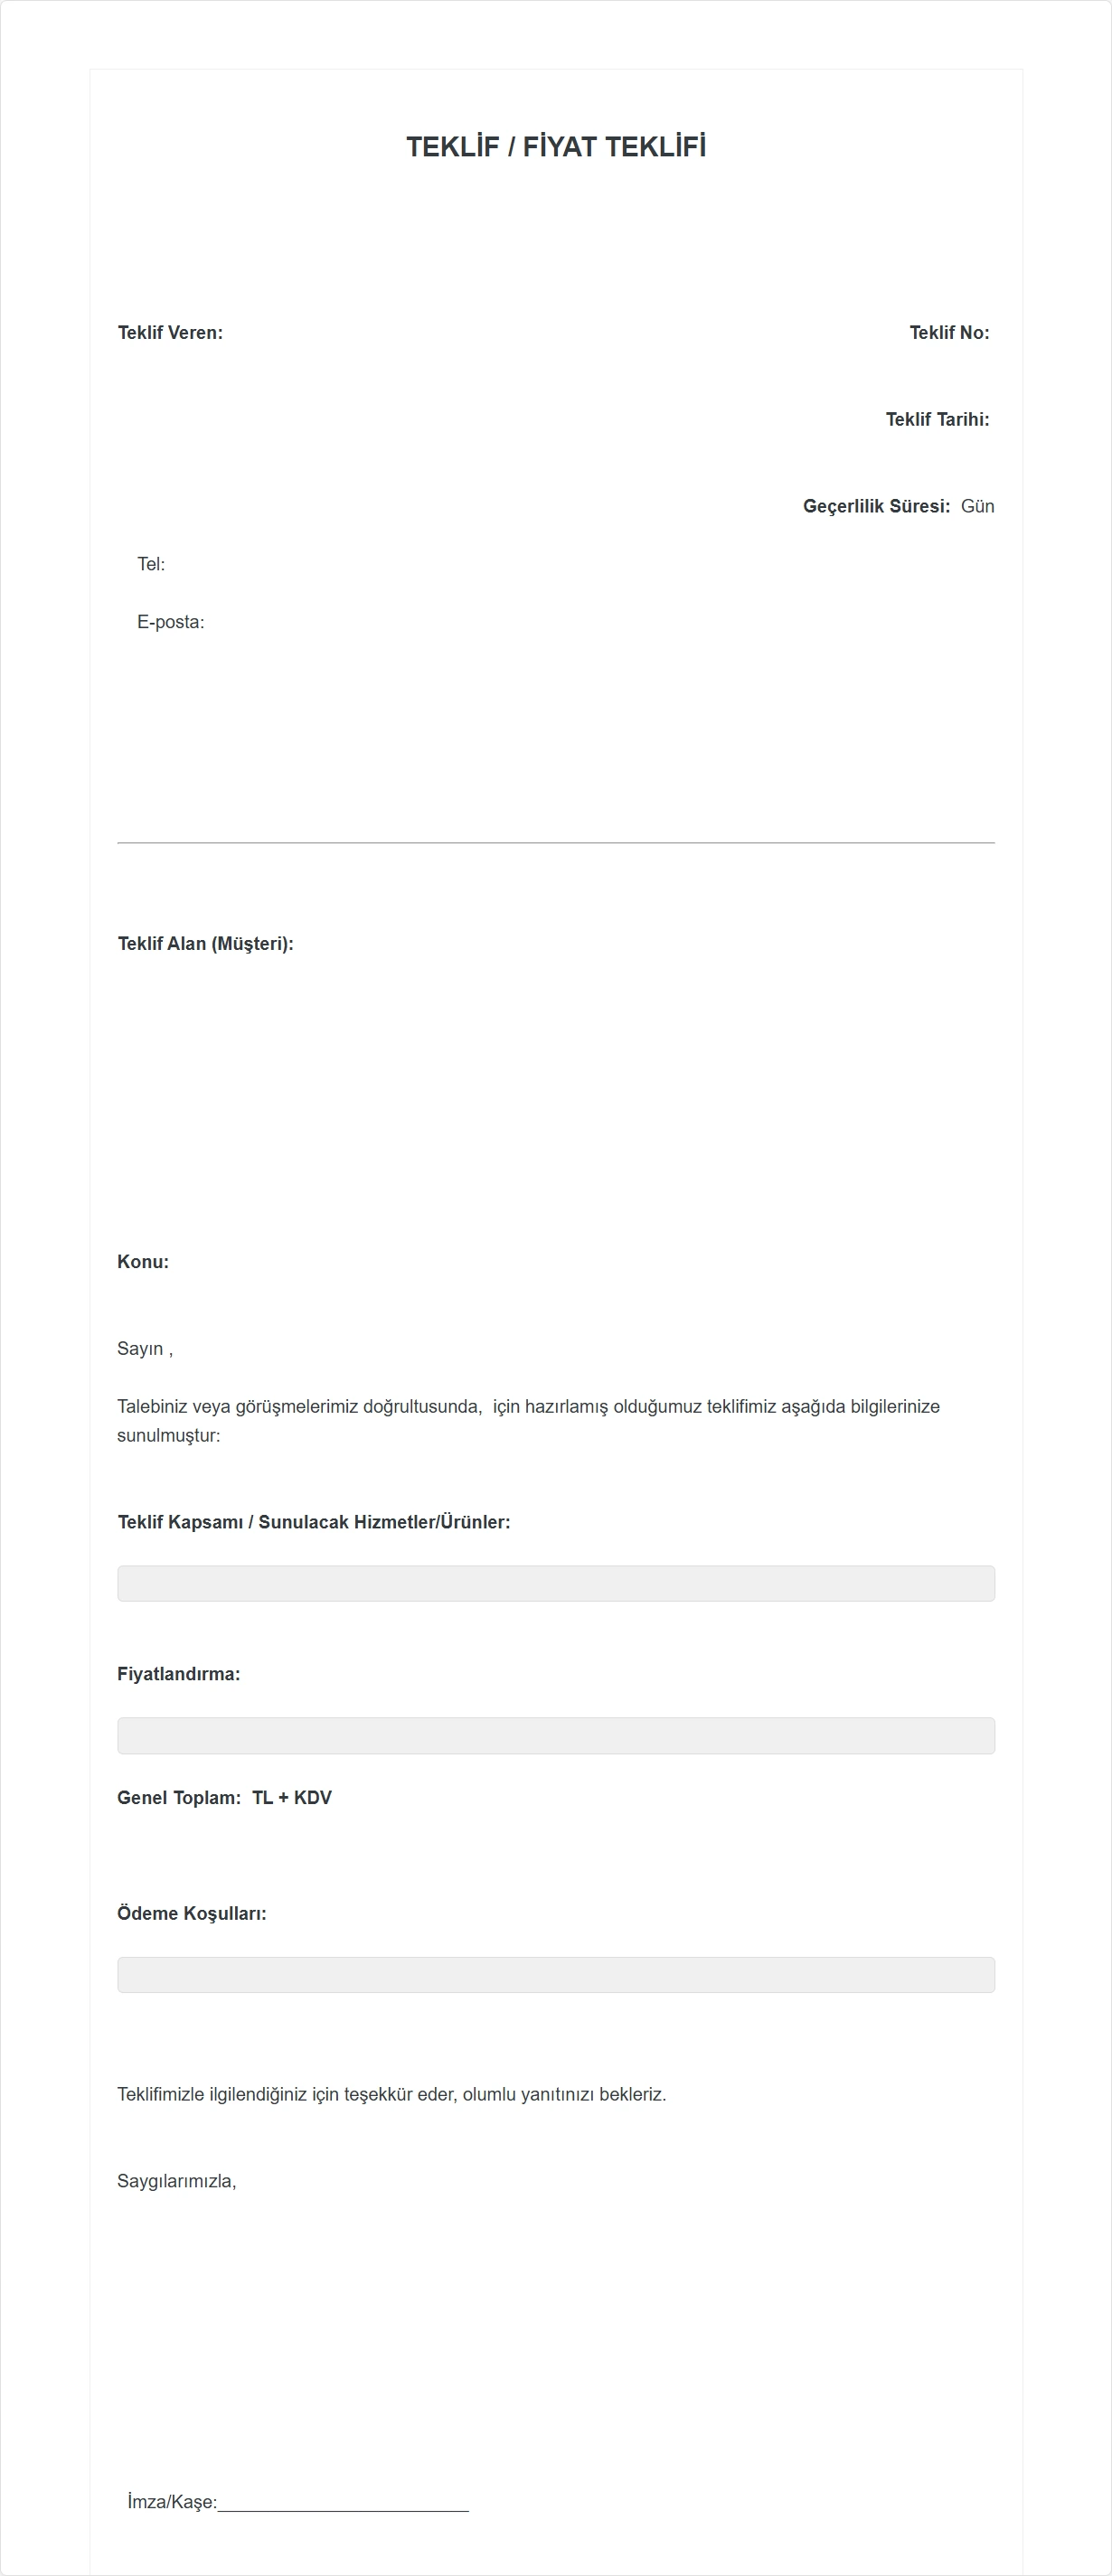 TEKLİF / FİYAT TEKLİFİ
Teklif Veren:
Teklif No:
Teklif Tarihi:
Geçerlilik Süresi:  Gün
Tel:
E-posta:
Teklif Alan (Müşteri):
Konu:
Sayın ,
Talebiniz veya görüşmelerimiz doğrultusunda,  için hazırlamış olduğumuz teklifimiz aşağıda bilgilerinize
sunulmuştur:
Teklif Kapsamı / Sunulacak Hizmetler/Ürünler:
Fiyatlandırma:
Genel Toplam:  TL + KDV
Ödeme Koşulları:
Teklifimizle ilgilendiğiniz için teşekkür eder, olumlu yanıtınızı bekleriz.
Saygılarımızla,
İmza/Kaşe:_________________________